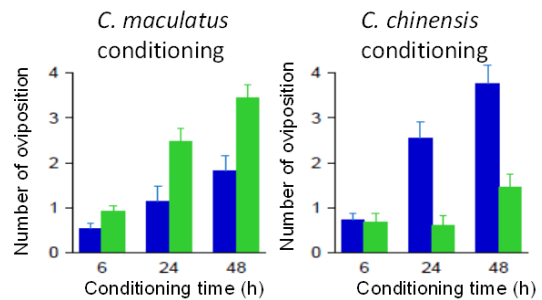 C. maculatus
conditioning
Number of oviposition
4
3
2
1
0
6 24 48
Conditioning time (h)
C. chinensis
conditioning
Number of oviposition
4
3
2
1
0
6 24 48
Conditioning time (h)